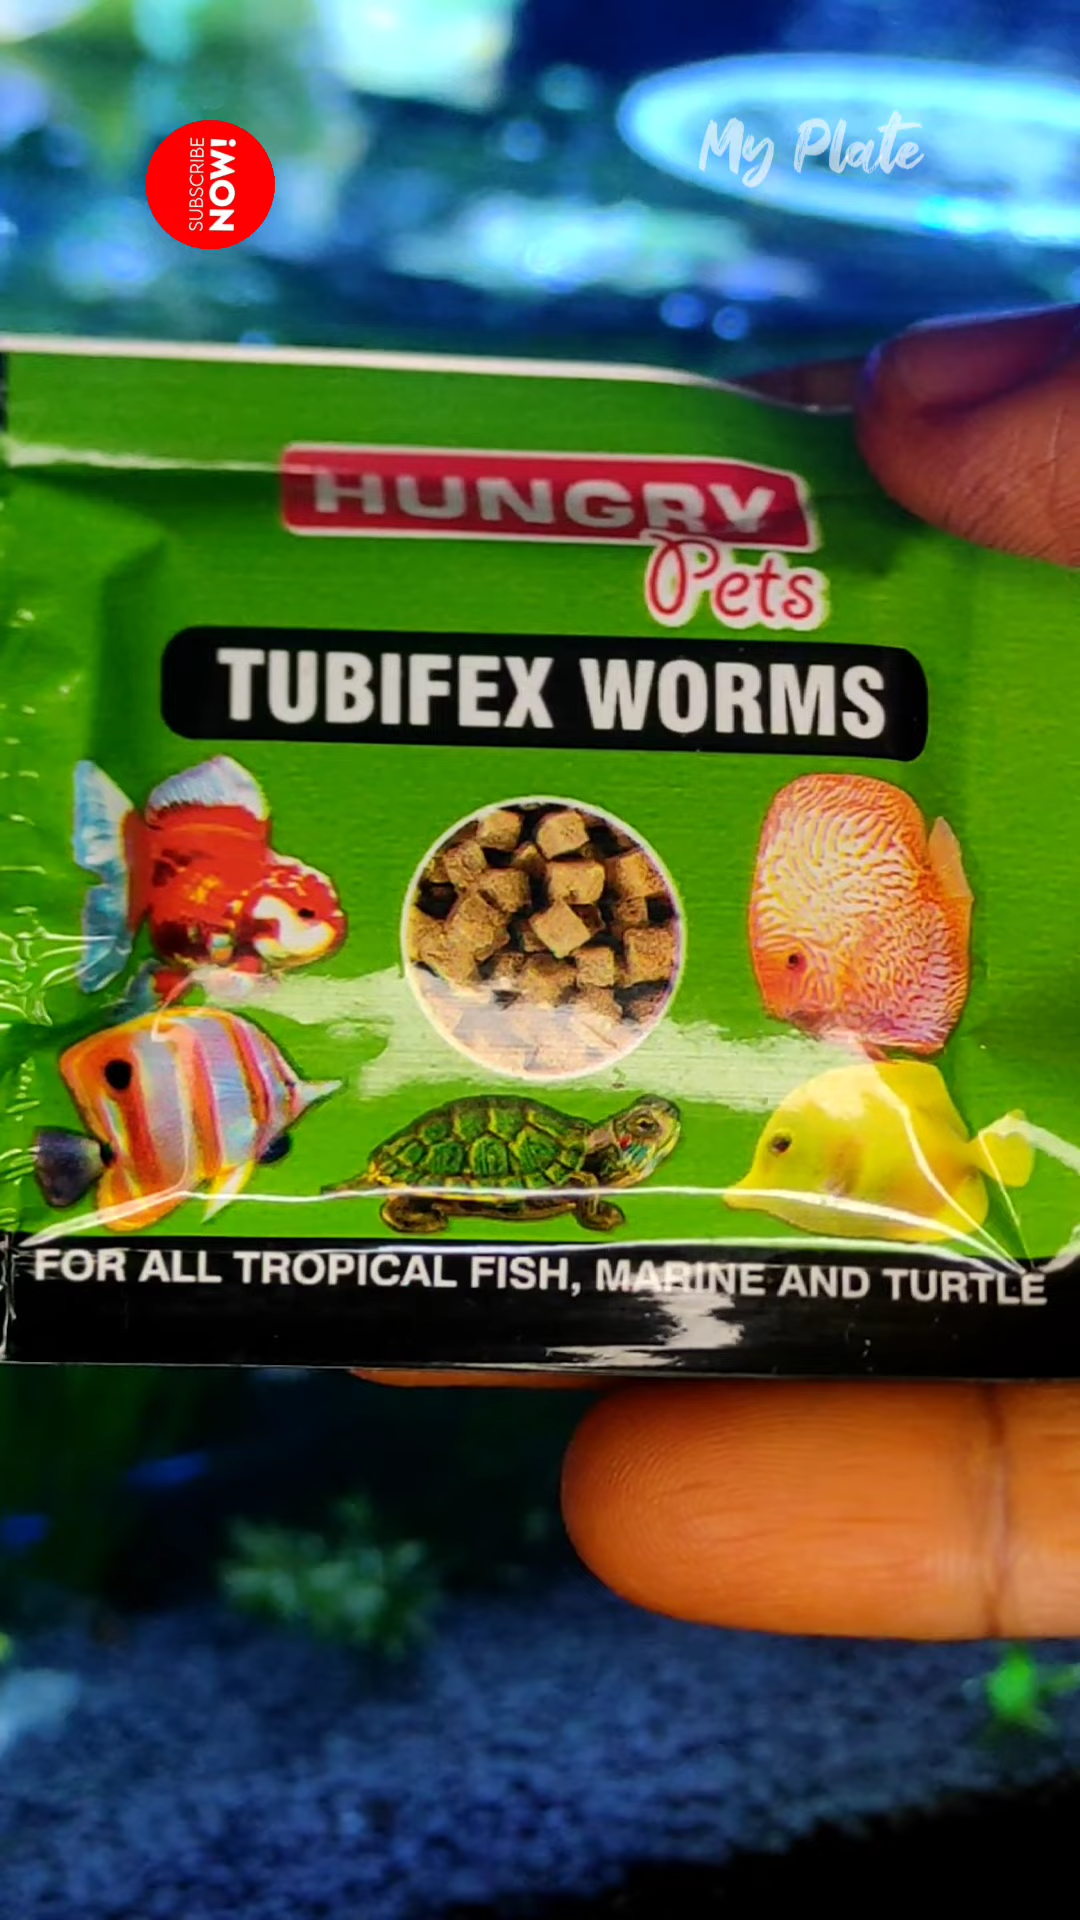 SUBSCRIBE
NOW!
My Plate
HUNGRY
Pets
TUBIFEX WORMS
FOR ALL TROPICAL FISH, MARINE AND TURTLE